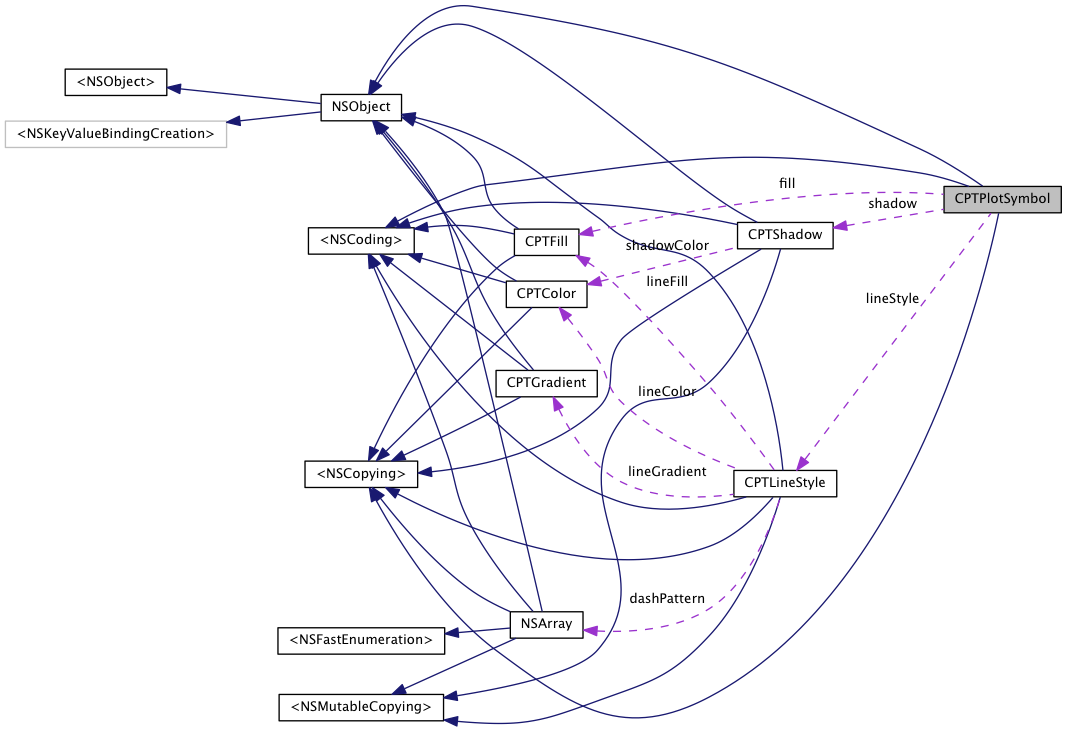 <NSObject>
NSObject
<NSKeyValueBindingCreation>
CPTPlotSymbol
fill
shadow
<NSCoding>
CPTFill
CPTShadow
shadowColor
lineFill
CPTColor
lineStyle
CPTGradient
lineColor
<NSCopying>
lineGradient
CPTLineStyle
dashPattern
NSArray
<NSFastEnumeration>
<NSMutableCopying>